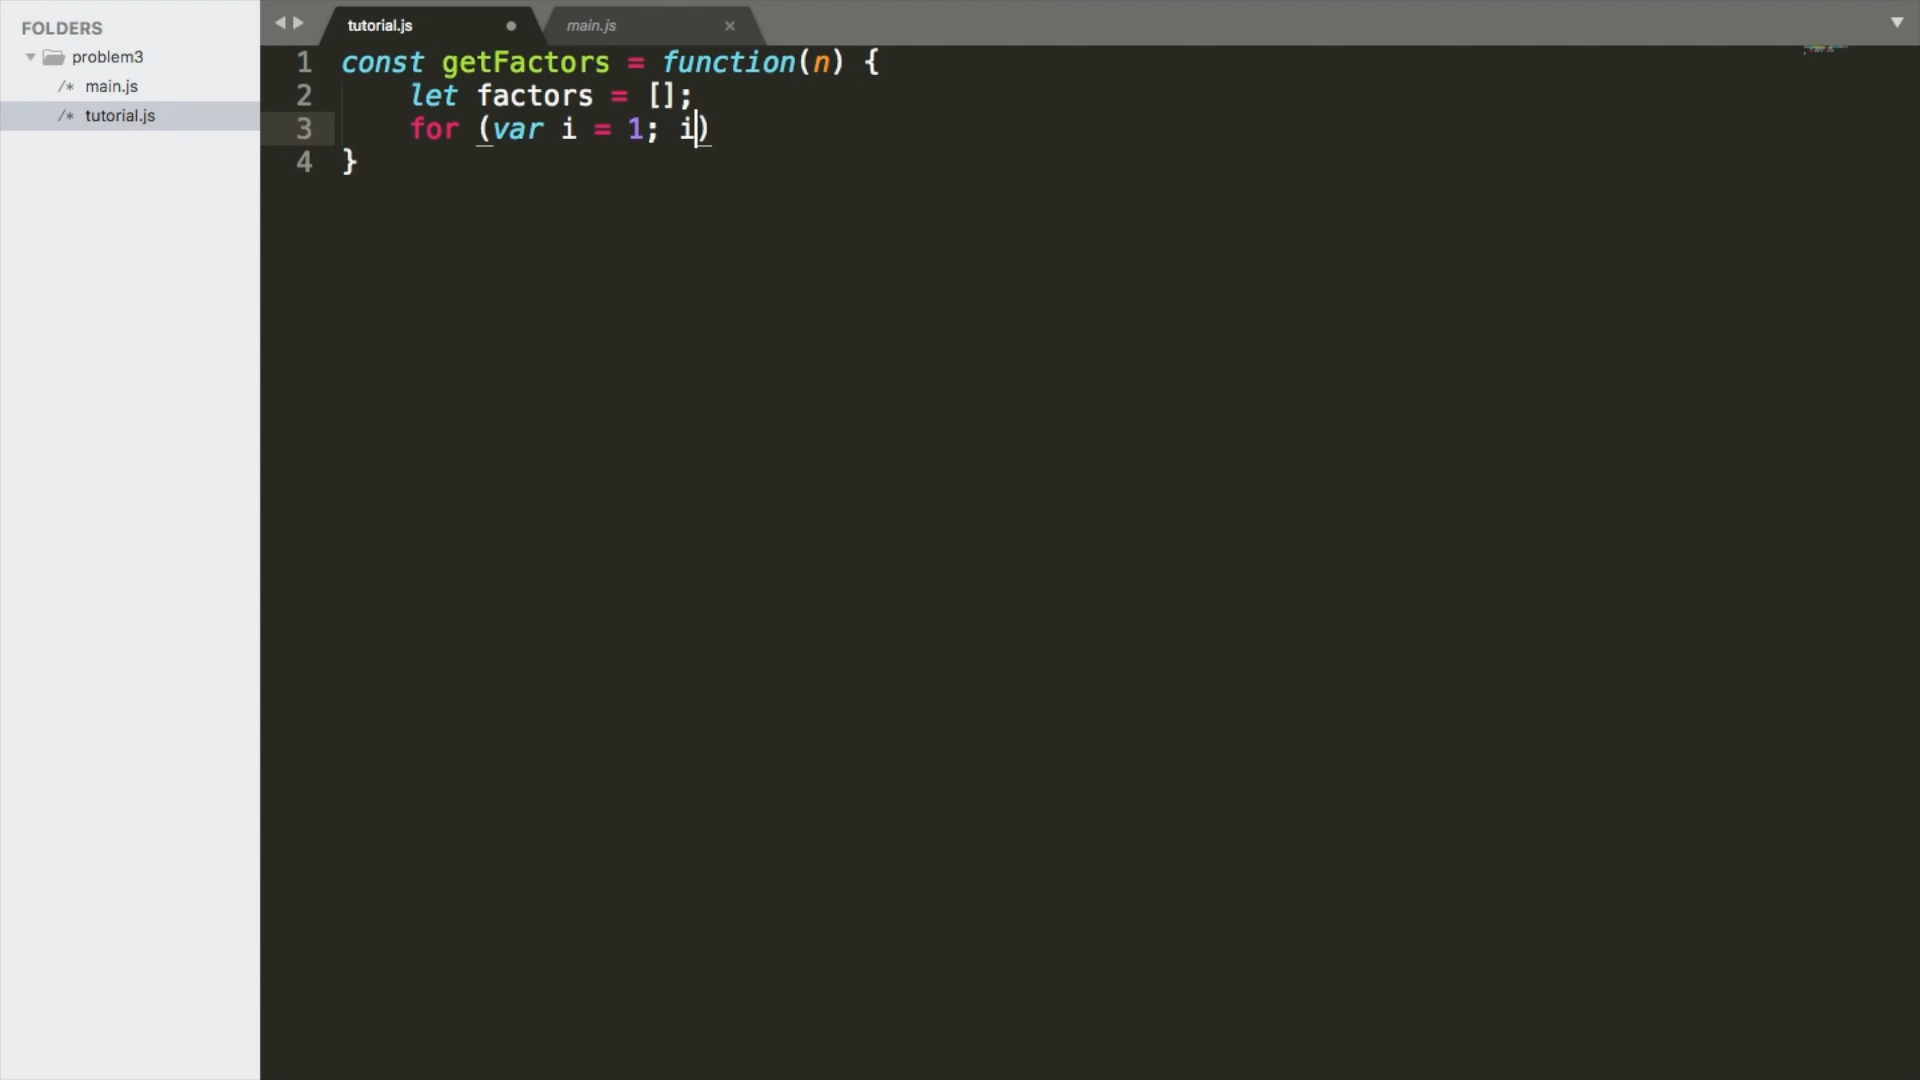 FOLDERS
problem3
/* main.js
/* tutorial.js
tutorial.js
main.js
1 const getFactors = function(n) {
2 let factors = [];
3 for (var i = 1; i)
4 }